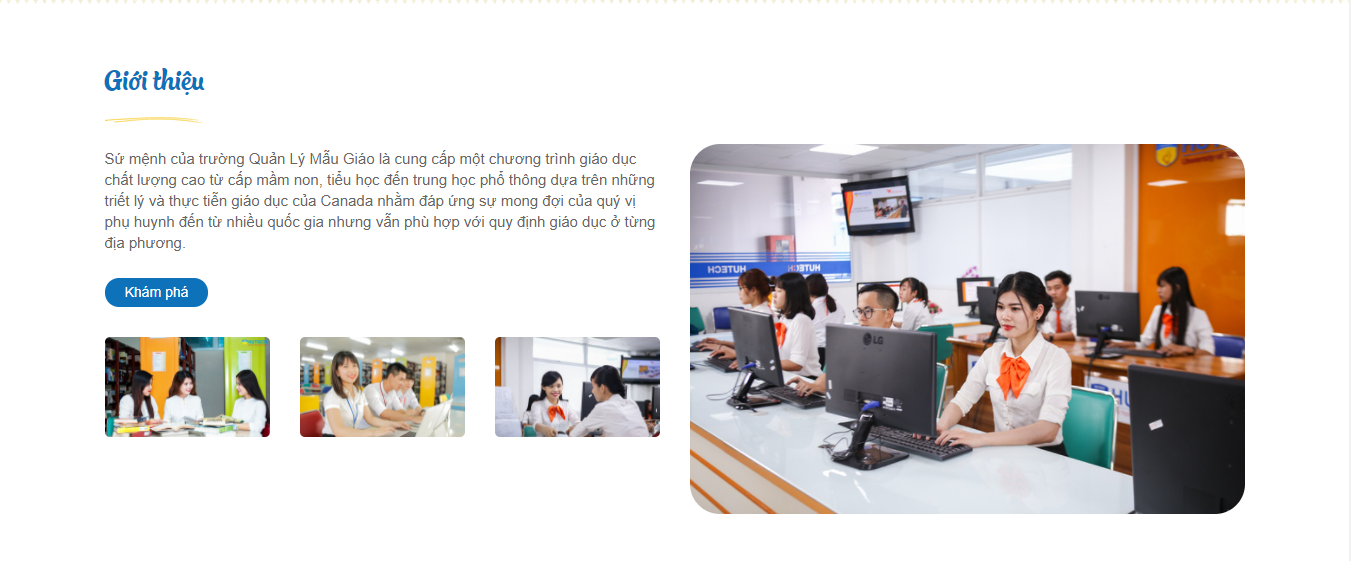 Giới thiệu
Sứ mệnh của trường Quản Lý Mẫu Giáo là cung cấp một chương trình giáo dục
chất lượng cao từ cấp mầm non, tiểu học đến trung học phổ thông dựa trên những
triết lý và thực tiễn giáo dục của Canada nhằm đáp ứng sự mong đợi của quý vị
phụ huynh đến từ nhiều quốc gia nhưng vẫn phù hợp với quy định giáo dục ở từng
địa phương.
Khám phá
HUTECH
HUTECH
LG
LG